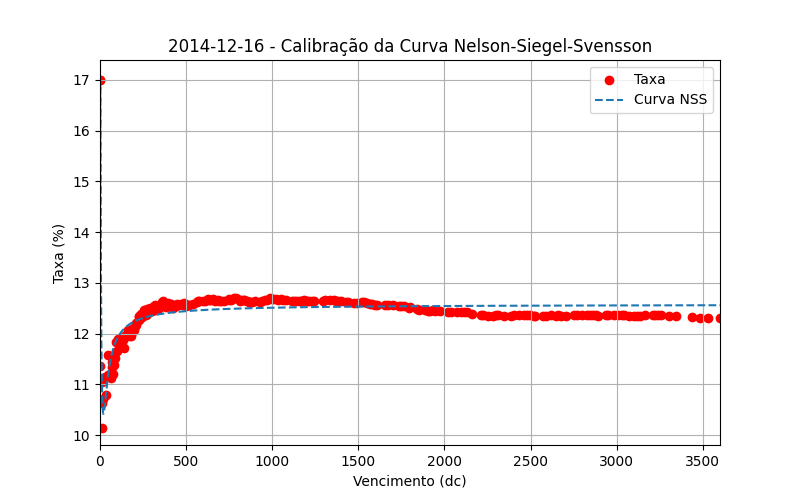 2014-12-16 - Calibração da Curva Nelson-Siegel-Svensson
Taxa
Curva NSS
Taxa (%)
17
16
15
14
13
12
11
10
0 500 1000 1500 2000 2500 3000 3500
Vencimento (dc)